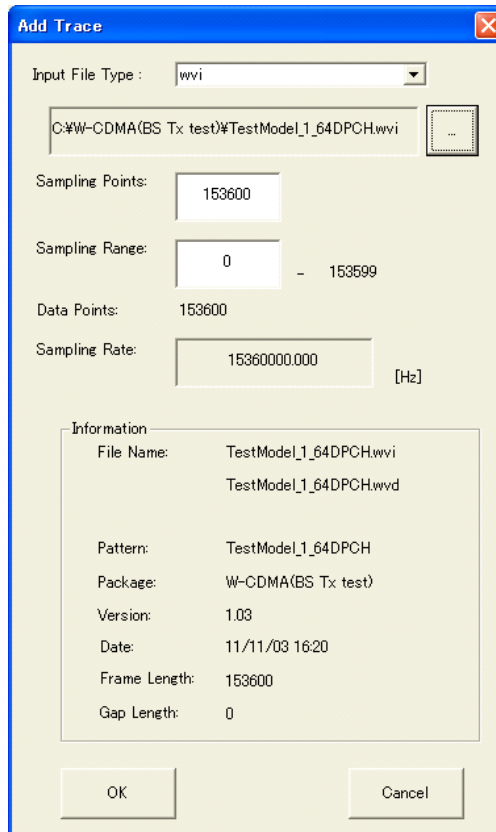 Add Trace
Input File Type : wvi
C:¥W-CDMA(BS Tx test)¥TestModel_1_64DPCH.wvi ...
Sampling Points: 153600
Sampling Range: 0 - 153599
Data Points: 153600
Sampling Rate: 15360000.000 [Hz]
Information
File Name: TestModel_1_64DPCH.wvi
TestModel_1_64DPCH.wvd
Pattern: TestModel_1_64DPCH
Package: W-CDMA(BS Tx test)
Version: 1.03
Date: 11/11/03 16:20
Frame Length: 153600
Gap Length: 0
OK Cancel